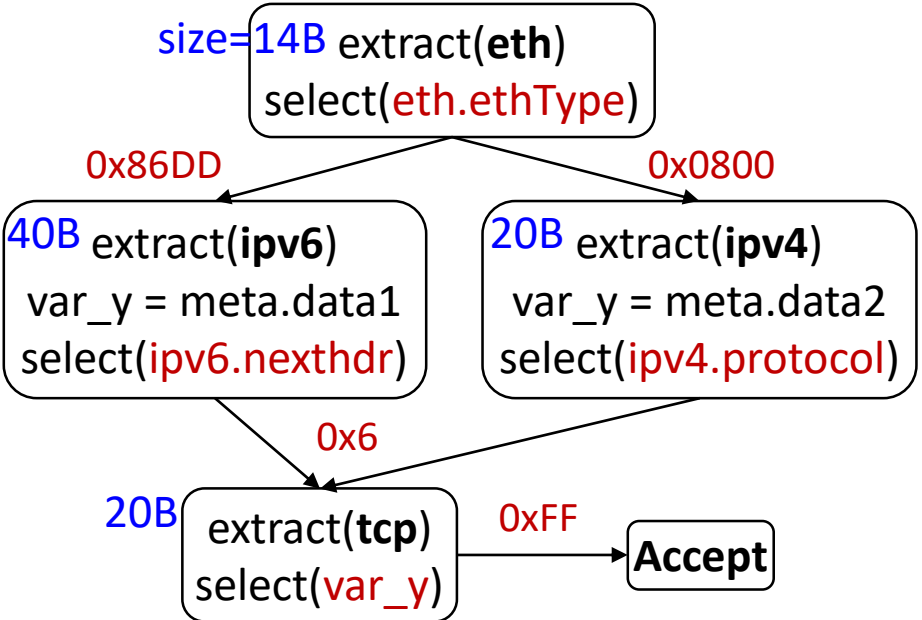 size=14B extract(eth)
select(eth.ethType)
0x86DD
0x0800
40B extract(ipv6)
var_y = meta.data1
select(ipv6.nexthdr)
20B extract(ipv4)
var_y = meta.data2
select(ipv4.protocol)
0x6
20B extract(tcp)
select(var_y)
0xFF
Accept